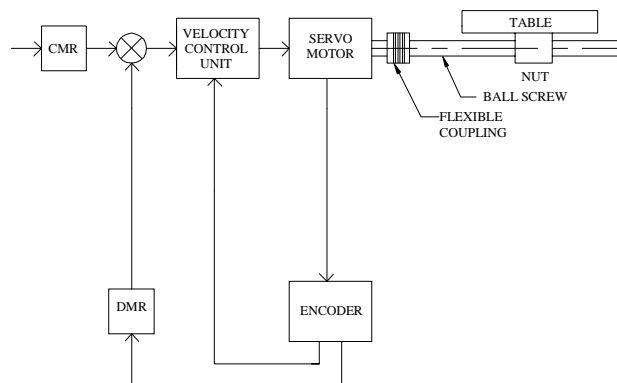 CMR
VELOCITY
CONTROL
UNIT
SERVO
MOTOR
TABLE
NUT
BALL SCREW
FLEXIBLE
COUPLING
DMR
ENCODER